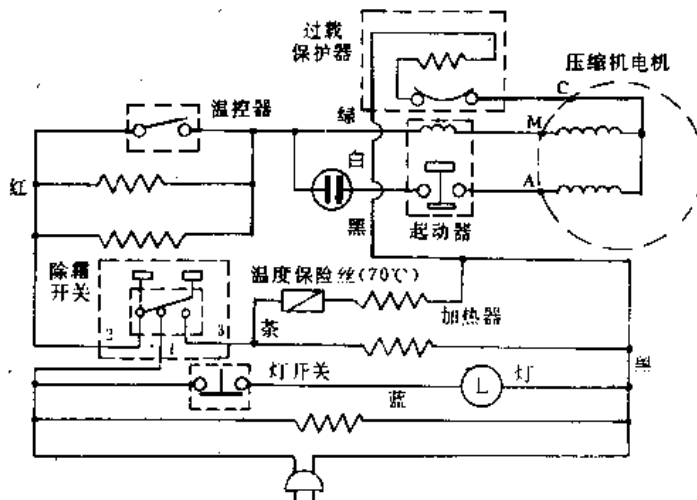 过载
保护器
压缩机电机
C
温控器
绿
M
白
红
A
黑
起动器
除霜
开关
温度保险丝(70℃)
加热器
茶
2
1
3
黑
灯开关
L
灯
蓝